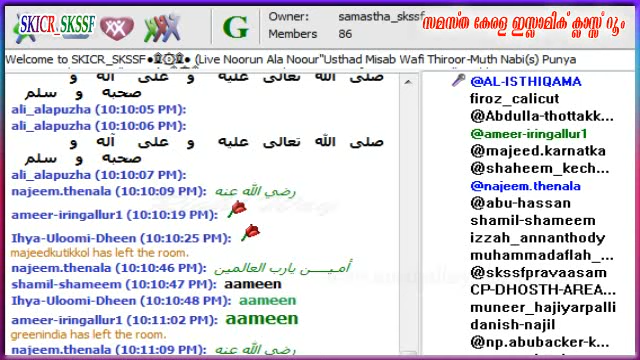 SKICR_SKSSF
G
Owner: samastha_skssf
Members 86
സമസ്ത കേരള ഇസ്ലാമിക് ക്ലാസ്സ് റൂം
Welcome to SKICR_SKSSF (Live Noorun Ala Noour"Usthad Misab Wafi Thiroor-Muth Nabi(s) Punya
صلى الله تعالى عليه و على آله و
صحبه و سلم
ali_alapuzha (10:10:05 PM):
ali_alapuzha (10:10:06 PM):
صلى الله تعالى عليه و على آله و
صحبه و سلم
ali_alapuzha (10:10:07 PM):
najeem.thenala (10:10:09 PM): رضي الله عنه
ameer-iringallur1 (10:10:19 PM):
Ihya-Uloomi-Dheen (10:10:25 PM):
majeedkutikkol has left the room.
najeem.thenala (10:10:46 PM): أميـــــن يارب العالمين
shamil-shameem (10:10:47 PM): aameen
Ihya-Uloomi-Dheen (10:10:48 PM): aameen
ameer-iringallur1 (10:11:02 PM): aameen
greenindia has left the room.
najeem.thenala (10:11:09 PM): رضي الله عنه
@AL-ISTHIQAMA
firoz_calicut
@Abdulla-thottakk...
@ameer-iringallur1
@majeed.karnatka
@shaheem_kech...
@najeem.thenala
@abu-hassan
shamil-shameem
izzah_annanthody
muhammadaflah_...
@skssfpravaasam
CP-DHOSTH-AREA...
muneer_hajiyarpalli
danish-najil
@np.abubacker-k...